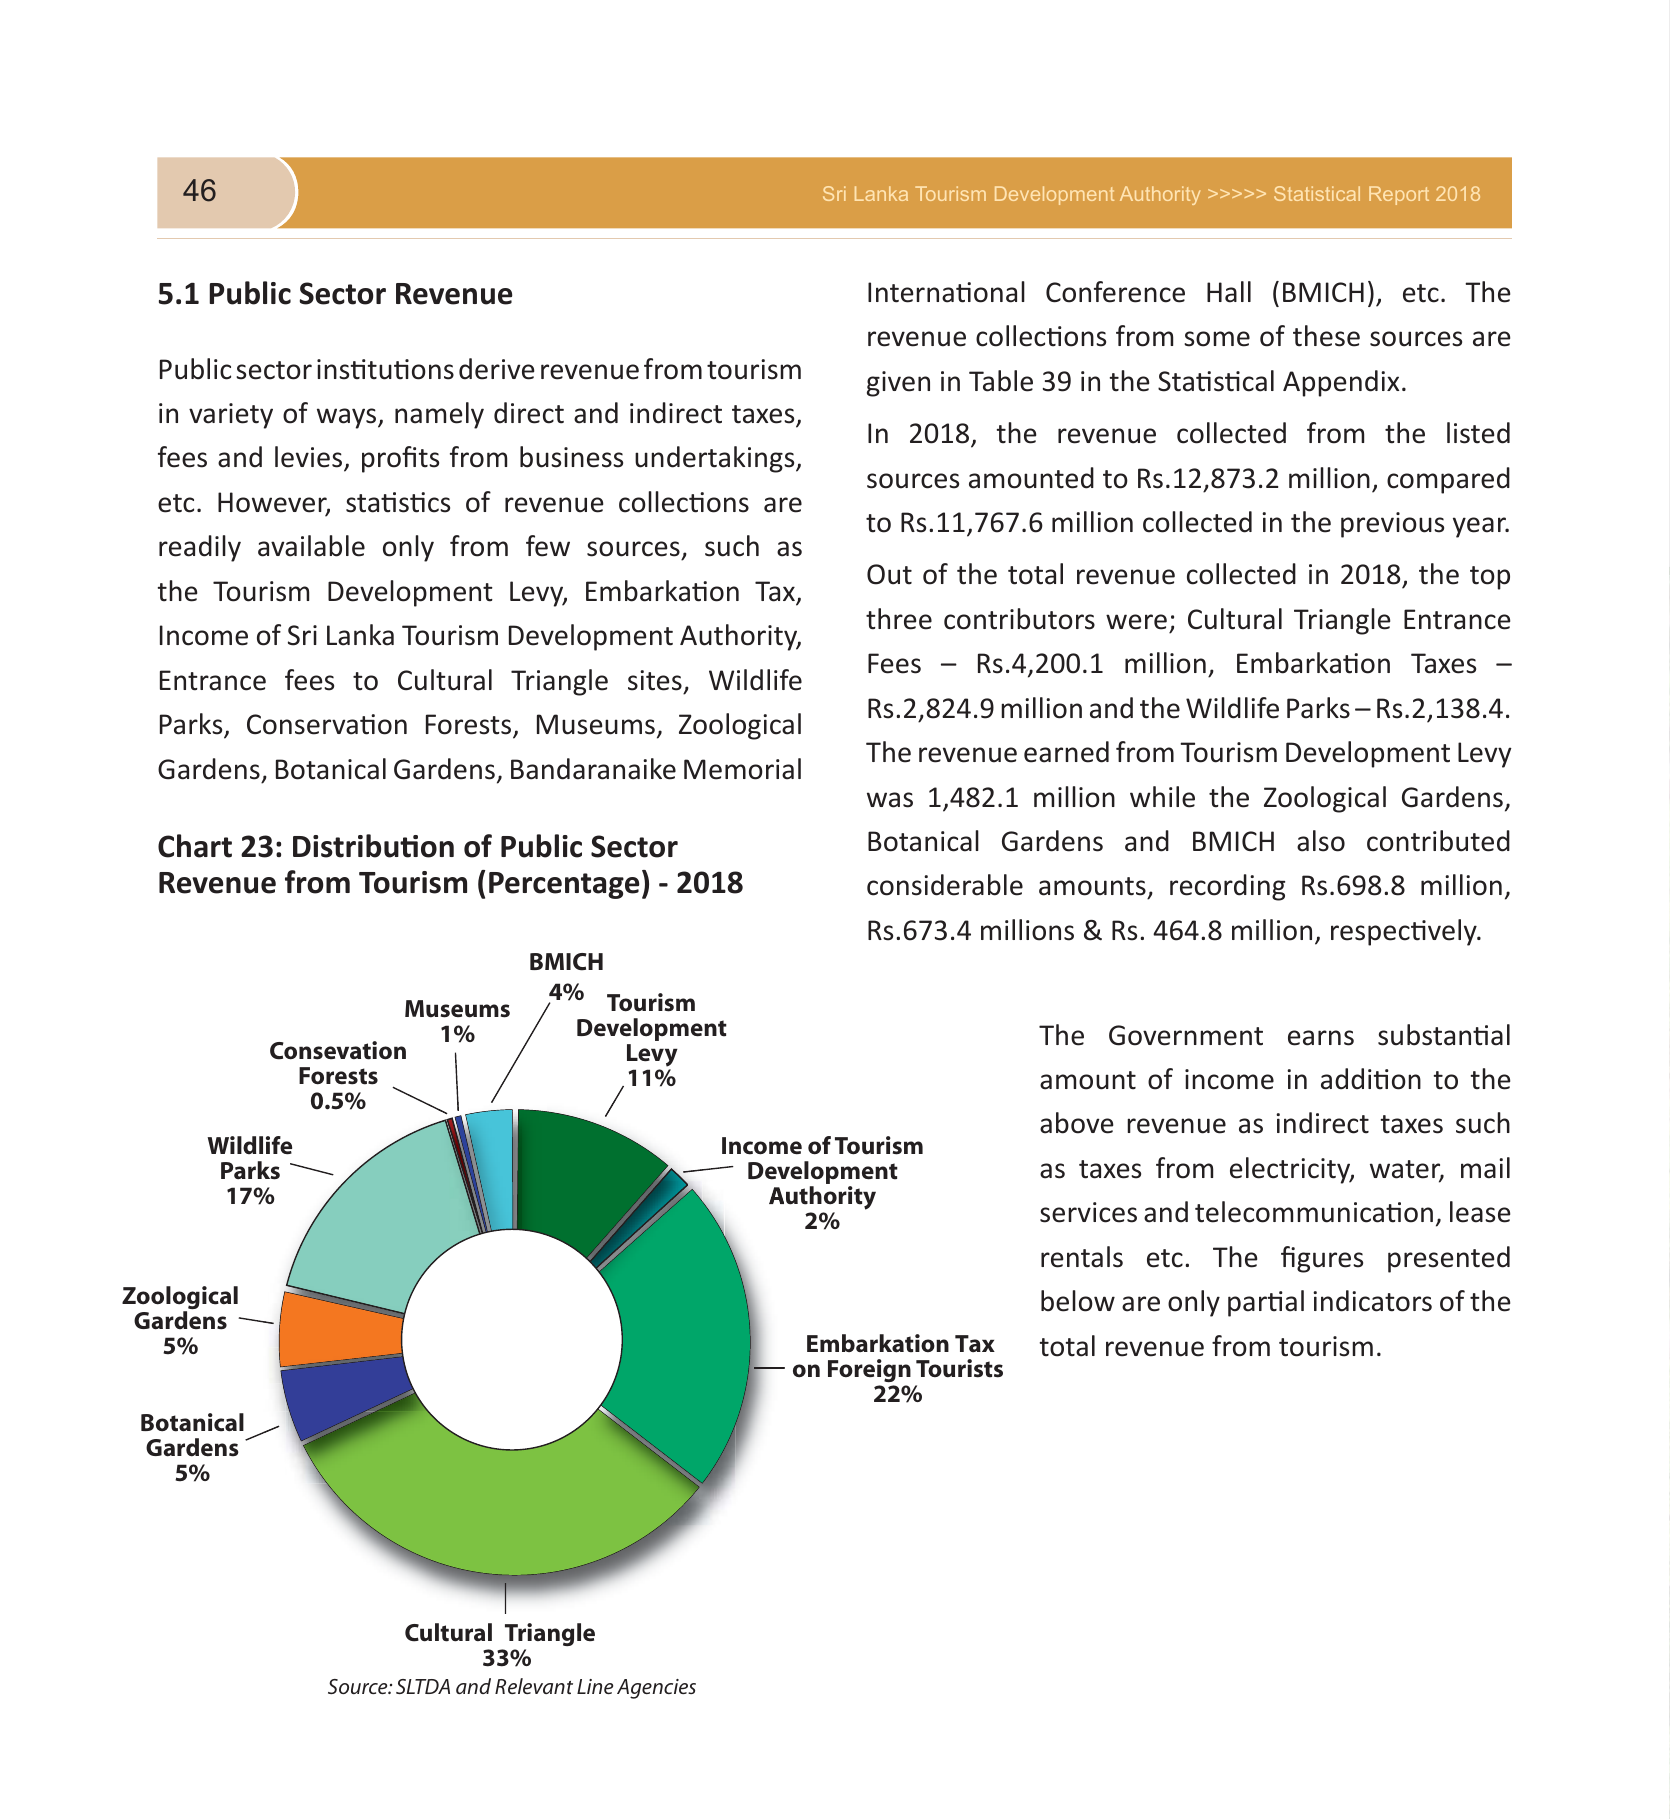 46
Sri Lanka Tourism Development Authority >>>>> Statistical Report 2018
5.1 Public Sector Revenue
Public sector institutions derive revenue from tourism
in variety of ways, namely direct and indirect taxes,
fees and levies, profits from business undertakings,
etc. However, statistics of revenue collections are
readily available only from few sources, such as
the Tourism Development Levy, Embarkation Tax,
Income of Sri Lanka Tourism Development Authority,
Entrance fees to Cultural Triangle sites, Wildlife
Parks, Conservation Forests, Museums, Zoological
Gardens, Botanical Gardens, Bandaranaike Memorial
International Conference Hall (BMICH), etc. The
revenue collections from some of these sources are
given in Table 39 in the Statistical Appendix.
In 2018, the revenue collected from the listed
sources amounted to Rs.12,873.2 million, compared
to Rs.11,767.6 million collected in the previous year.
Out of the total revenue collected in 2018, the top
three contributors were; Cultural Triangle Entrance
Fees – Rs.4,200.1 million, Embarkation Taxes –
Rs.2,824.9 million and the Wildlife Parks – Rs.2,138.4.
The revenue earned from Tourism Development Levy
was 1,482.1 million while the Zoological Gardens,
Botanical Gardens and BMICH also contributed
considerable amounts, recording Rs.698.8 million,
Rs.673.4 millions & Rs. 464.8 million, respectively.
The Government earns substantial
amount of income in addition to the
above revenue as indirect taxes such
as taxes from electricity, water, mail
services and telecommunication, lease
rentals etc. The figures presented
below are only partial indicators of the
total revenue from tourism.
Chart 23: Distribution of Public Sector
Revenue from Tourism (Percentage) - 2018
BMICH
4%
Tourism
Development
Levy
11%
Museums
1%
Consevation
Forests
0.5%
Wildlife
Parks
17%
Income of Tourism
Development
Authority
2%
Zoological
Gardens
5%
Embarkation Tax
on Foreign Tourists
22%
Botanical
Gardens
5%
Cultural Triangle
33%
Source: SLTDA and Relevant Line Agencies